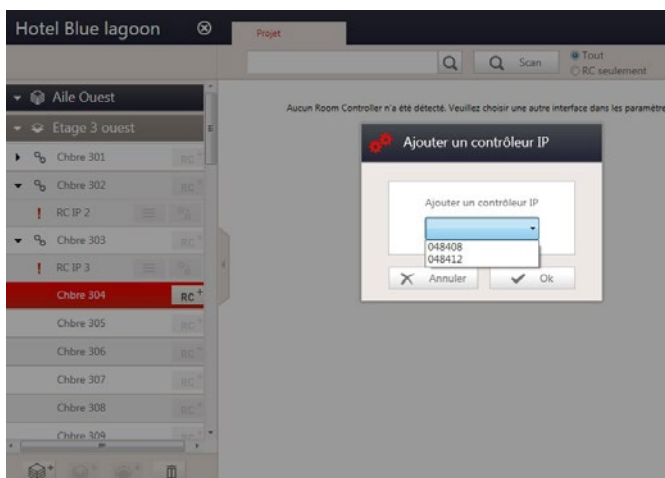 Hotel Blue lagoon
Projet
Scan
Tout
RC seulement
Aile Ouest
Aucun Room Controller n'a été détecté. Veuillez choisir une autre interface dans les paramètre
Etage 3 ouest
Ajouter un contrôleur IP
Chbre 301 RC+
Chbre 302 RC+
Ajouter un contrôleur IP
RC IP 2
Chbre 303 RC+
048408
048412
RC IP 3
Annuler
Ok
Chbre 304 RC+
Chbre 305 RC+
Chbre 306 RC+
Chbre 307 RC+
Chbre 308 RC+
Chbre 309